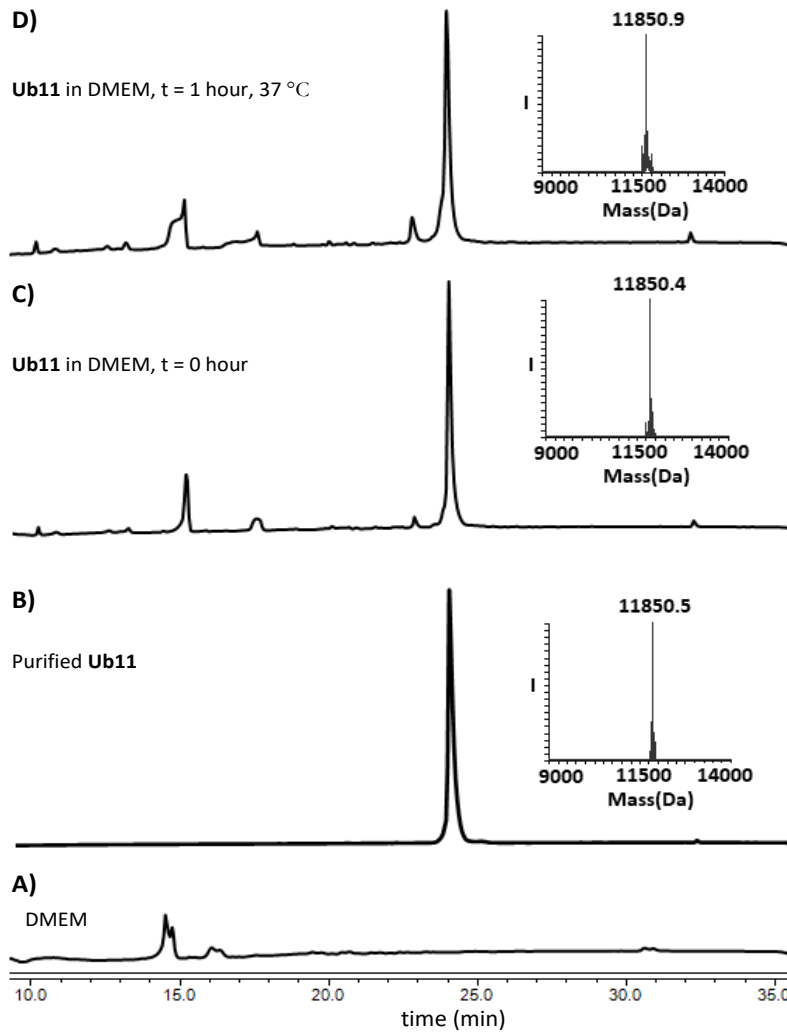 D)
11850.9
Ub11 in DMEM, t = 1 hour, 37 °C
I
9000 11500 14000
Mass(Da)
C)
11850.4
Ub11 in DMEM, t = 0 hour
I
9000 11500 14000
Mass(Da)
B)
11850.5
Purified Ub11
I
9000 11500 14000
Mass(Da)
A)
DMEM
10.0 15.0 20.0 25.0 30.0 35.0
time (min)